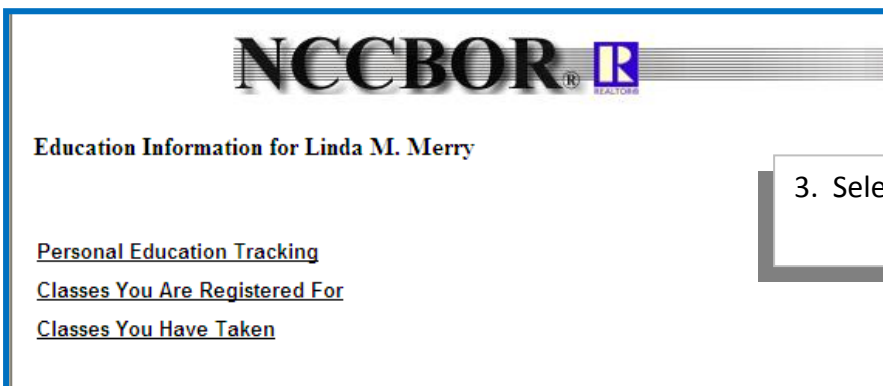 NCCBOR® R
REALTOR®
Education Information for Linda M. Merry
3. Sele
Personal Education Tracking
Classes You Are Registered For
Classes You Have Taken